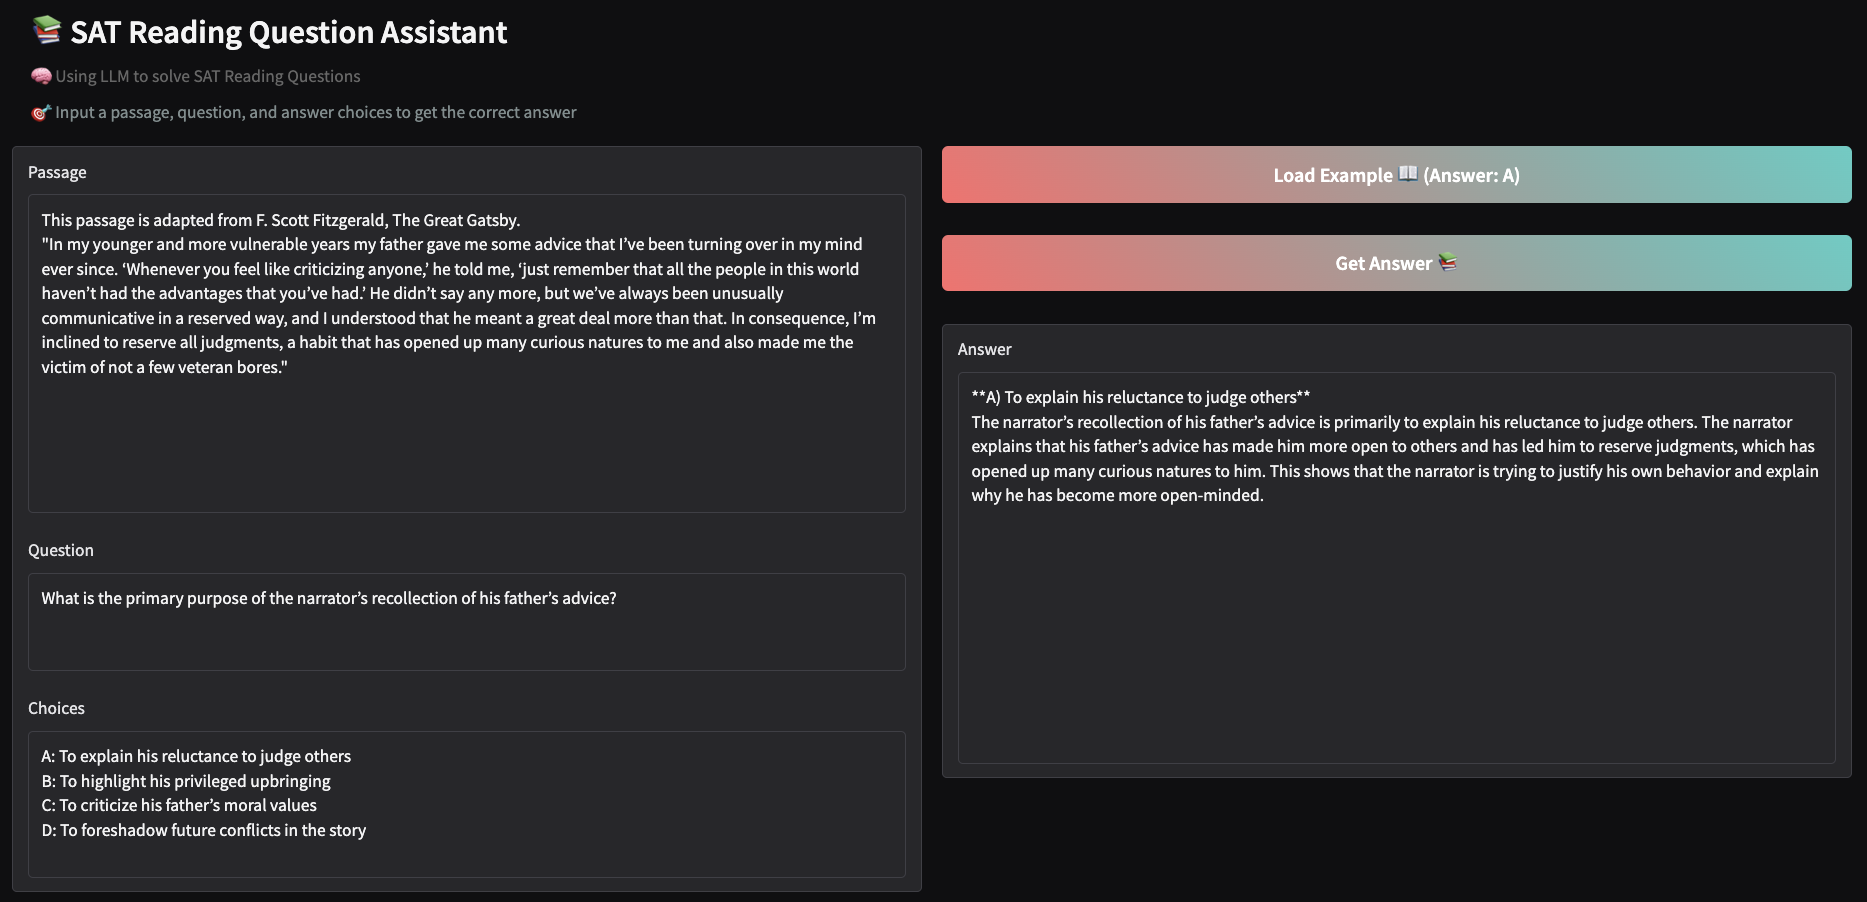 📚 SAT Reading Question Assistant
🧠 Using LLM to solve SAT Reading Questions
🎯 Input a passage, question, and answer choices to get the correct answer
Passage
This passage is adapted from F. Scott Fitzgerald, The Great Gatsby.
"In my younger and more vulnerable years my father gave me some advice that I’ve been turning over in my mind
ever since. ‘Whenever you feel like criticizing anyone,’ he told me, ‘just remember that all the people in this world
haven’t had the advantages that you’ve had.’ He didn’t say any more, but we’ve always been unusually
communicative in a reserved way, and I understood that he meant a great deal more than that. In consequence, I’m
inclined to reserve all judgments, a habit that has opened up many curious natures to me and also made me the
victim of not a few veteran bores."
Question
What is the primary purpose of the narrator’s recollection of his father’s advice?
Choices
A: To explain his reluctance to judge others
B: To highlight his privileged upbringing
C: To criticize his father’s moral values
D: To foreshadow future conflicts in the story
Load Example 📖 (Answer: A)
Get Answer 📚
Answer
**A) To explain his reluctance to judge others**
The narrator’s recollection of his father’s advice is primarily to explain his reluctance to judge others. The narrator
explains that his father’s advice has made him more open to others and has led him to reserve judgments, which has
opened up many curious natures to him. This shows that the narrator is trying to justify his own behavior and explain
why he has become more open-minded.